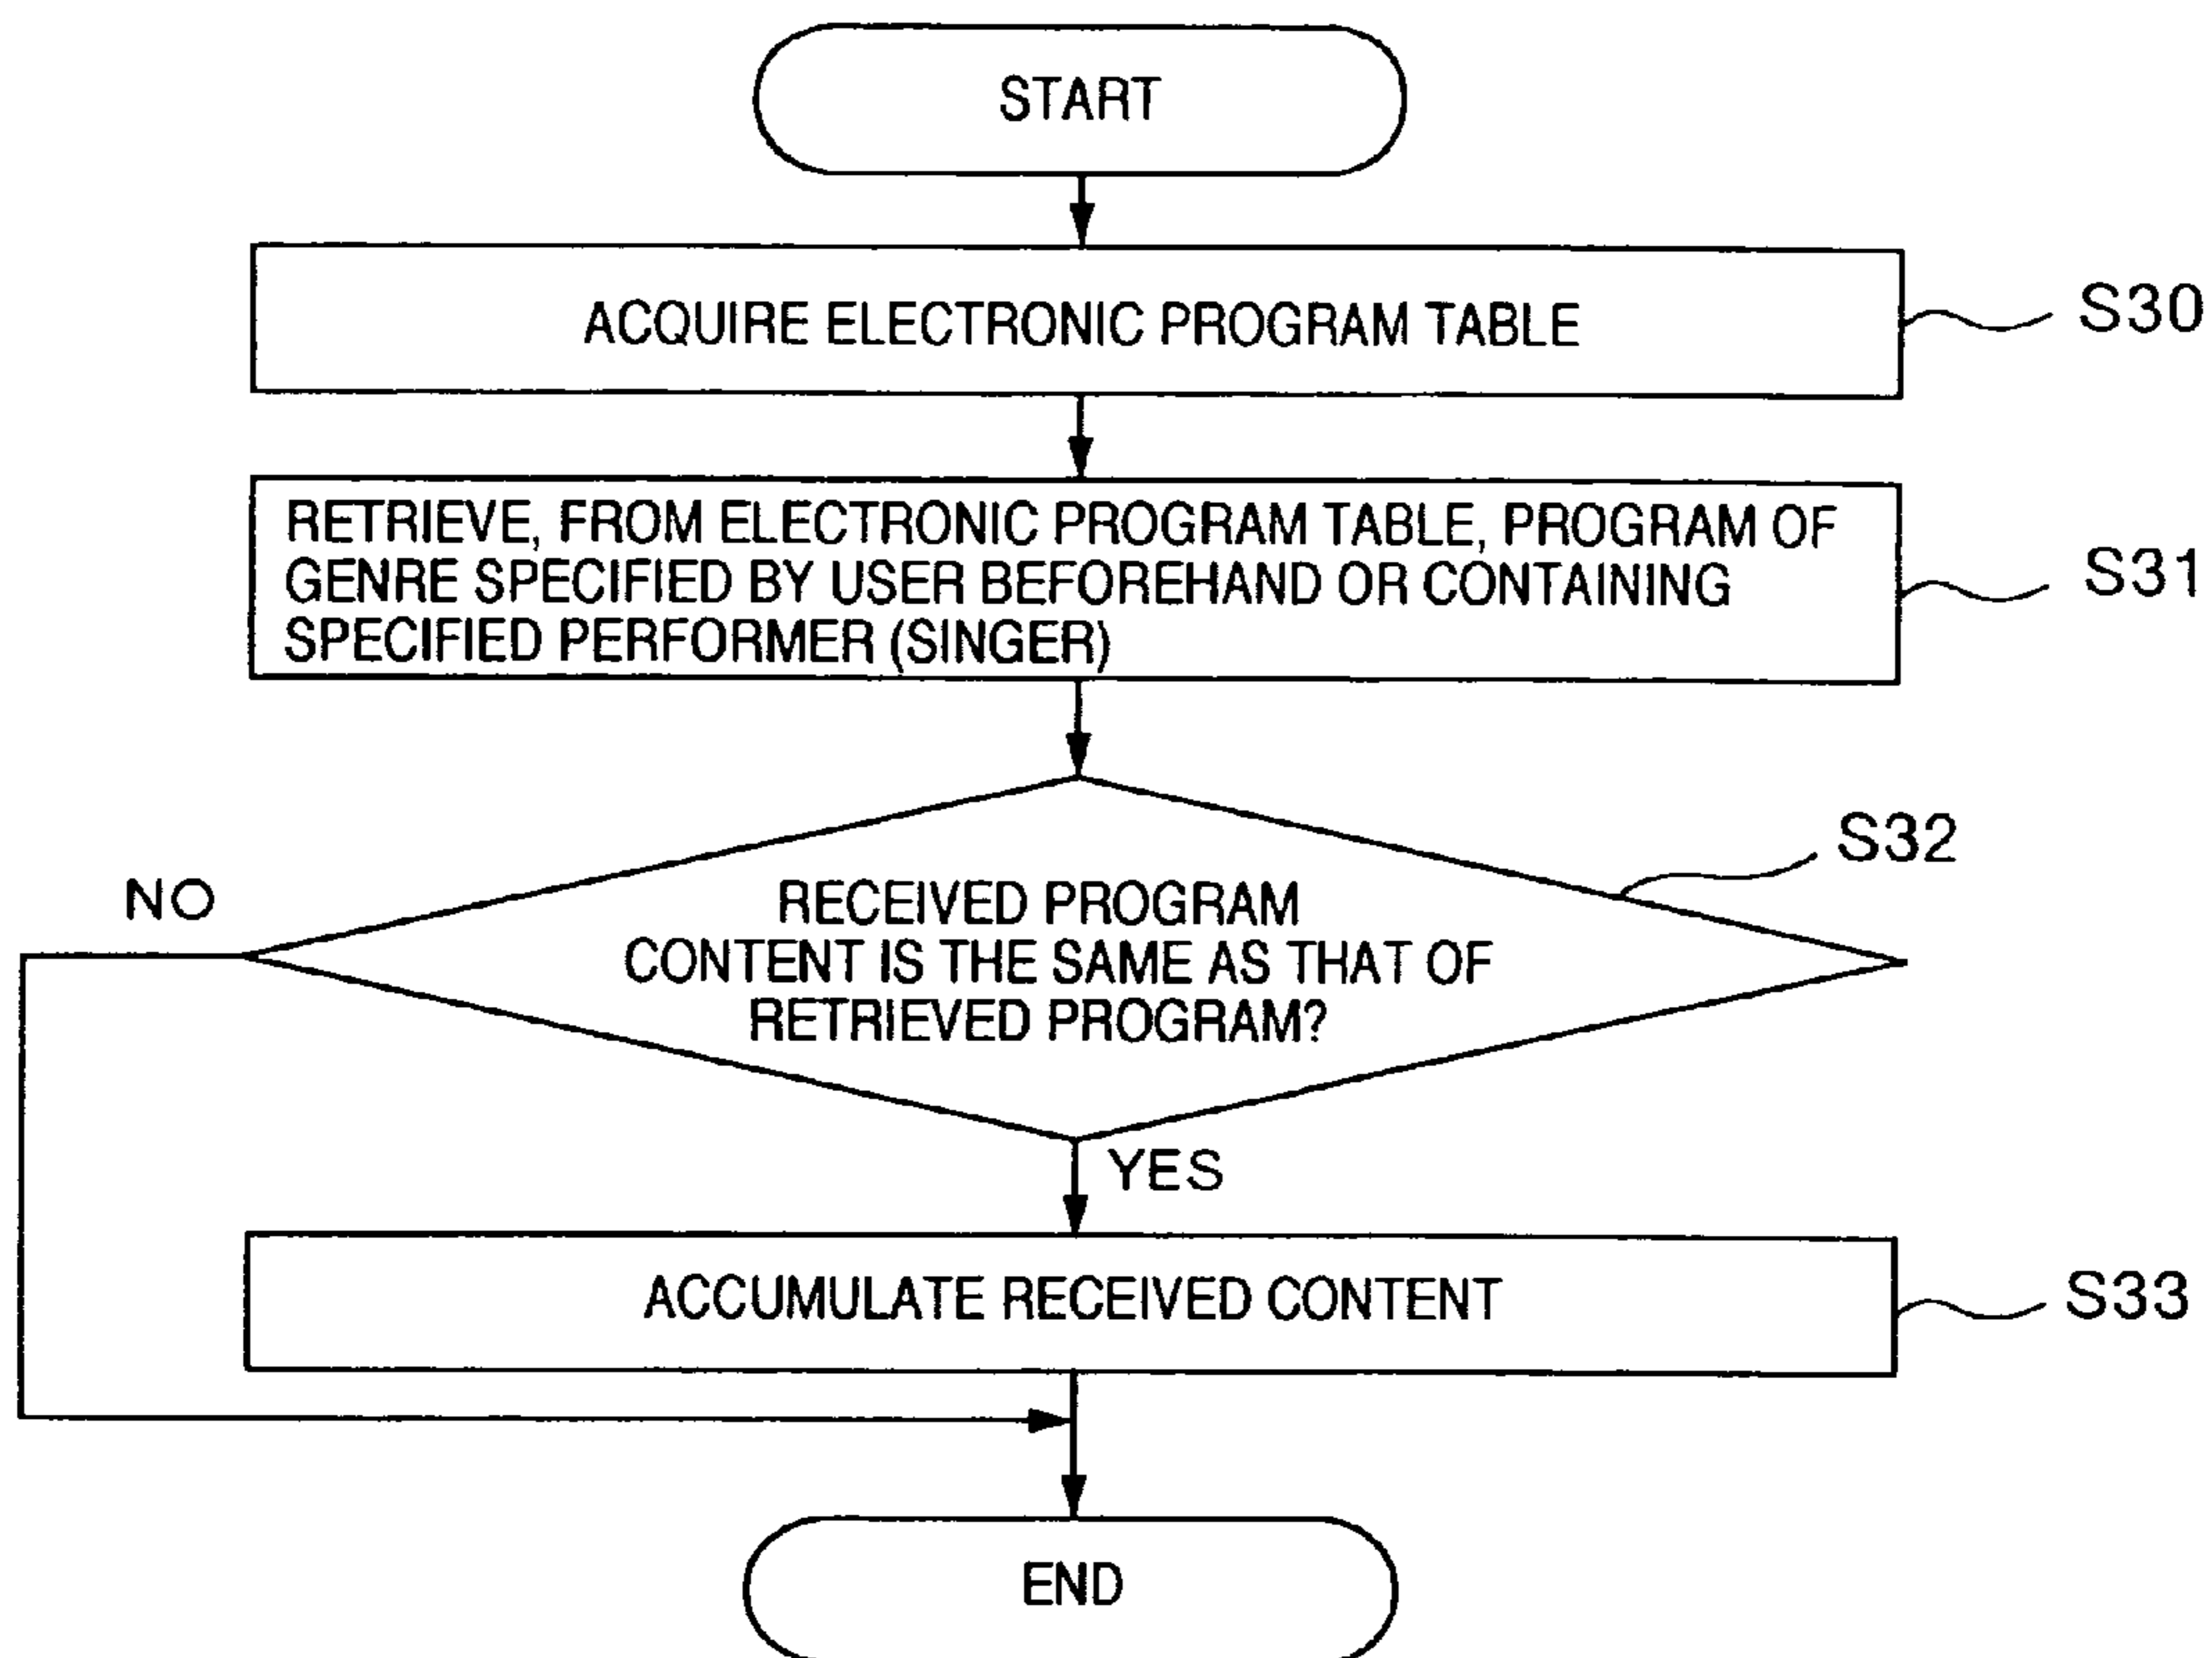 START
ACQUIRE ELECTRONIC PROGRAM TABLE
S30
RETRIEVE, FROM ELECTRONIC PROGRAM TABLE, PROGRAM OF
GENRE SPECIFIED BY USER BEFOREHAND OR CONTAINING
SPECIFIED PERFORMER (SINGER)
S31
S32
NO
RECEIVED PROGRAM
CONTENT IS THE SAME AS THAT OF
RETRIEVED PROGRAM?
YES
ACCUMULATE RECEIVED CONTENT
S33
END